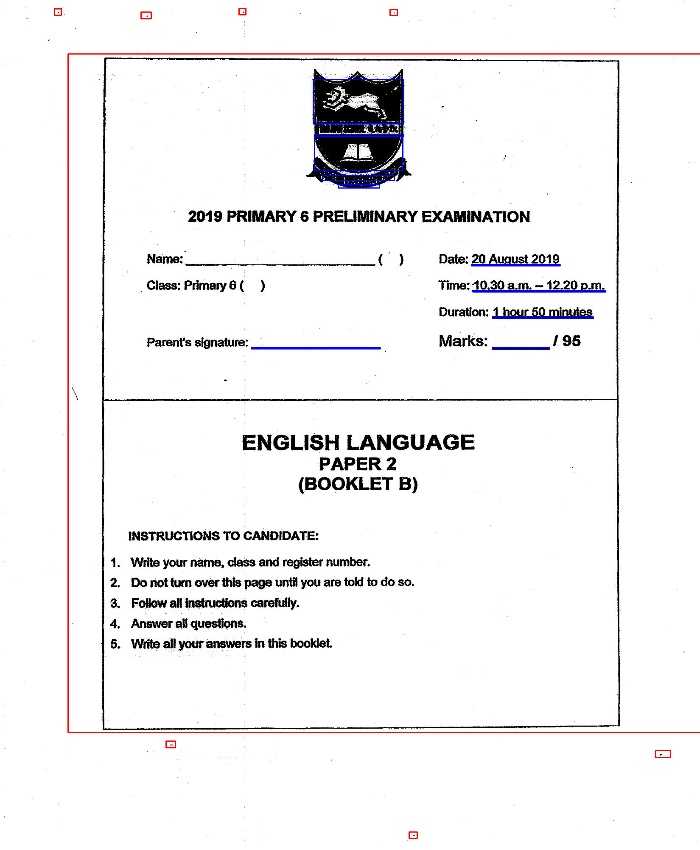 2019 PRIMARY 6 PRELIMINARY EXAMINATION
Name: ______________________________ (    )
Date: 20 August 2019
Class: Primary 6 (    )
Time: 10.30 a.m. – 12.20 p.m.
Duration: 1 hour 50 minutes
Parent's signature: ____________________
Marks: _______ / 95
ENGLISH LANGUAGE
PAPER 2
(BOOKLET B)
INSTRUCTIONS TO CANDIDATE:
1. Write your name, class and register number.
2. Do not turn over this page until you are told to do so.
3. Follow all instructions carefully.
4. Answer all questions.
5. Write all your answers in this booklet.